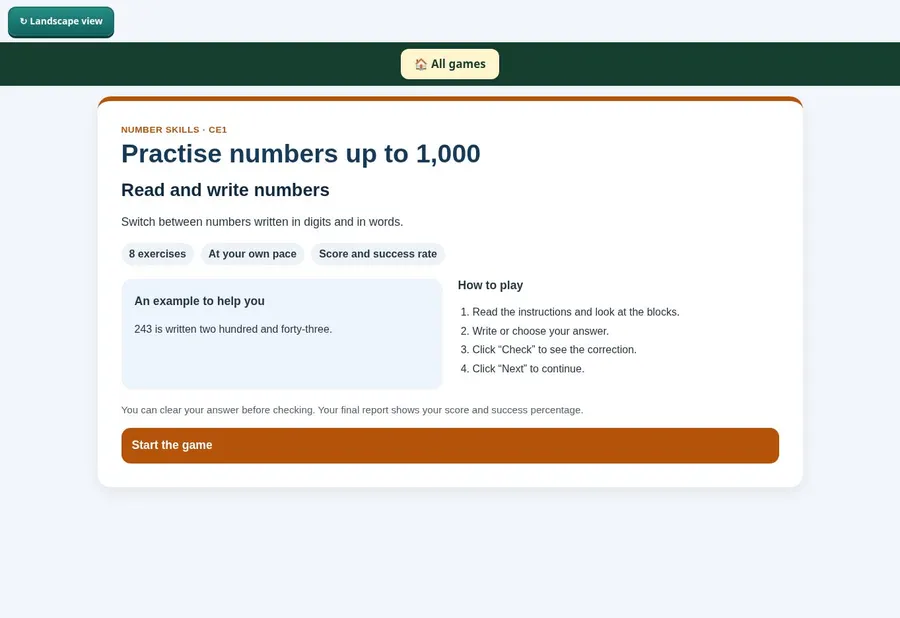 ↻ Landscape view
🏠 All games
NUMBER SKILLS · CE1
Practise numbers up to 1,000
Read and write numbers
Switch between numbers written in digits and in words.
8 exercises
At your own pace
Score and success rate
An example to help you
243 is written two hundred and forty-three.
How to play
1. Read the instructions and look at the blocks.
2. Write or choose your answer.
3. Click “Check” to see the correction.
4. Click “Next” to continue.
You can clear your answer before checking. Your final report shows your score and success percentage.
Start the game